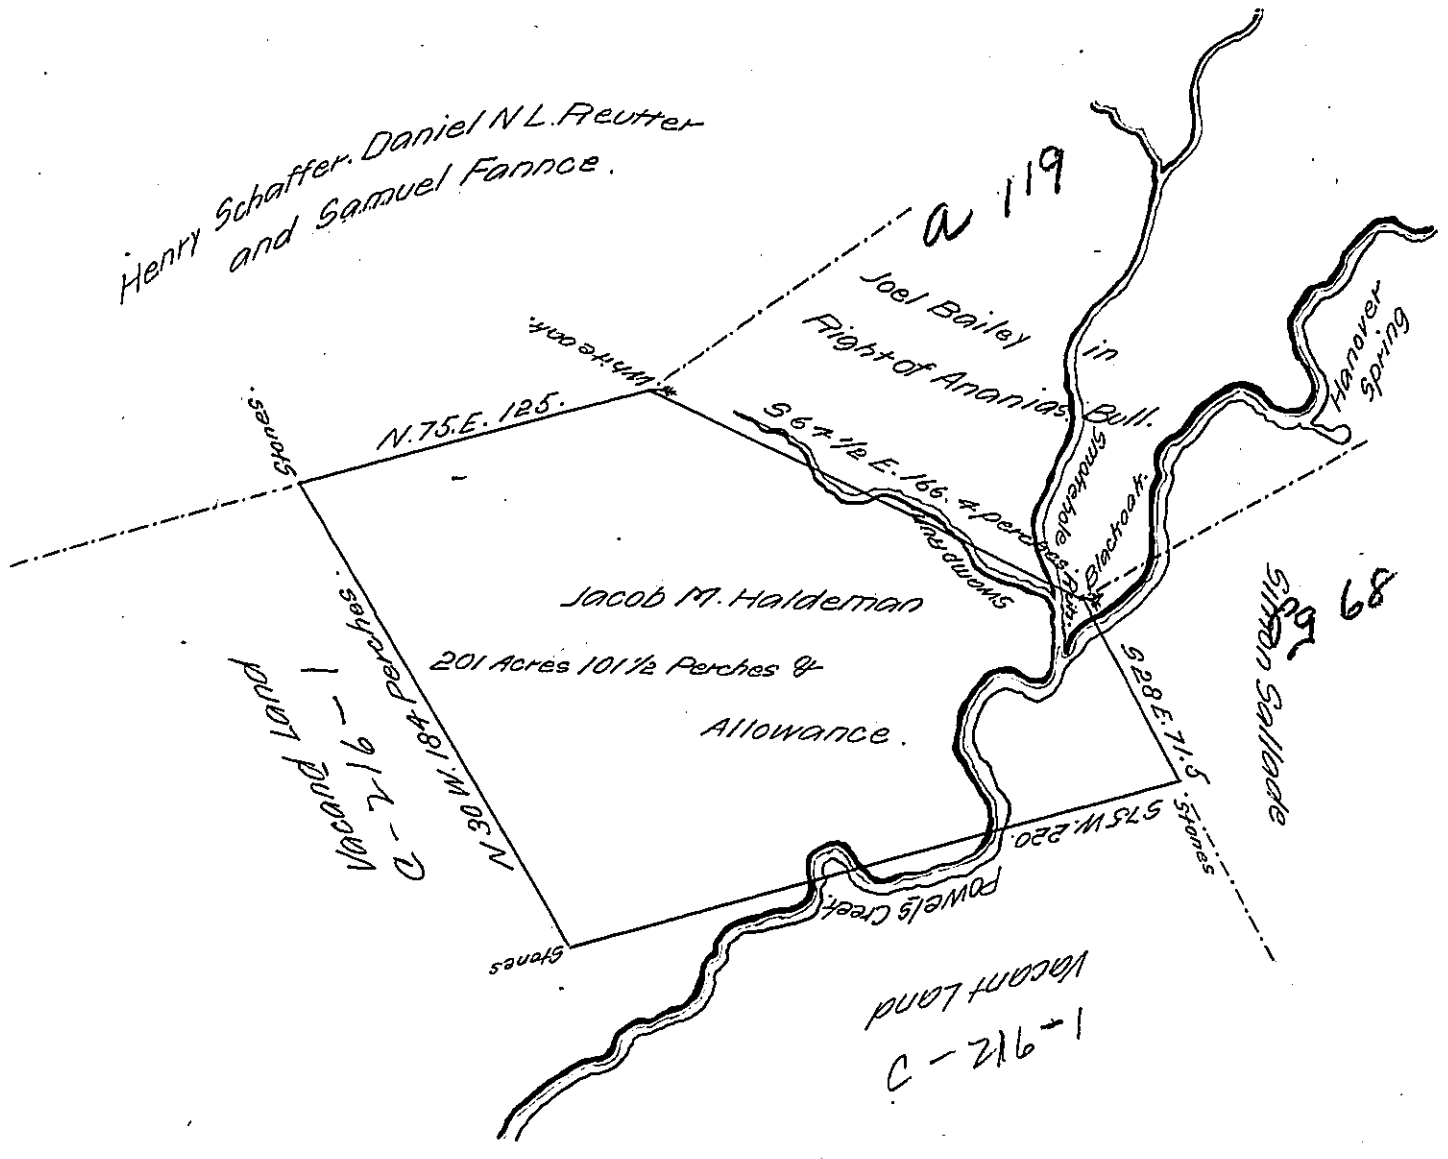 Henry Schaffer. Daniel N L. Reutter
and Samuel Fannce.
a 119
Joel Bailey in
Right of Ananias Bull.
Hanover
Spring
White oak.
Stones.
N. 75. E. 125.
S 64 1/2 E. 166. 4 perches.
Smokehole Run.
Blackoak.
Swamp Run
Jacob M. Haldeman
201 Acres 101 1/2 Perches &
Allowance.
Vacand Land
C - 216 - 1
N 30 W. 184 Perches.
S 28 E. 71.5
Simon Sallade
68
S 75 W. 220.
Stones
Powels Creek.
Stones
Vacant Land
C - 216 - 1